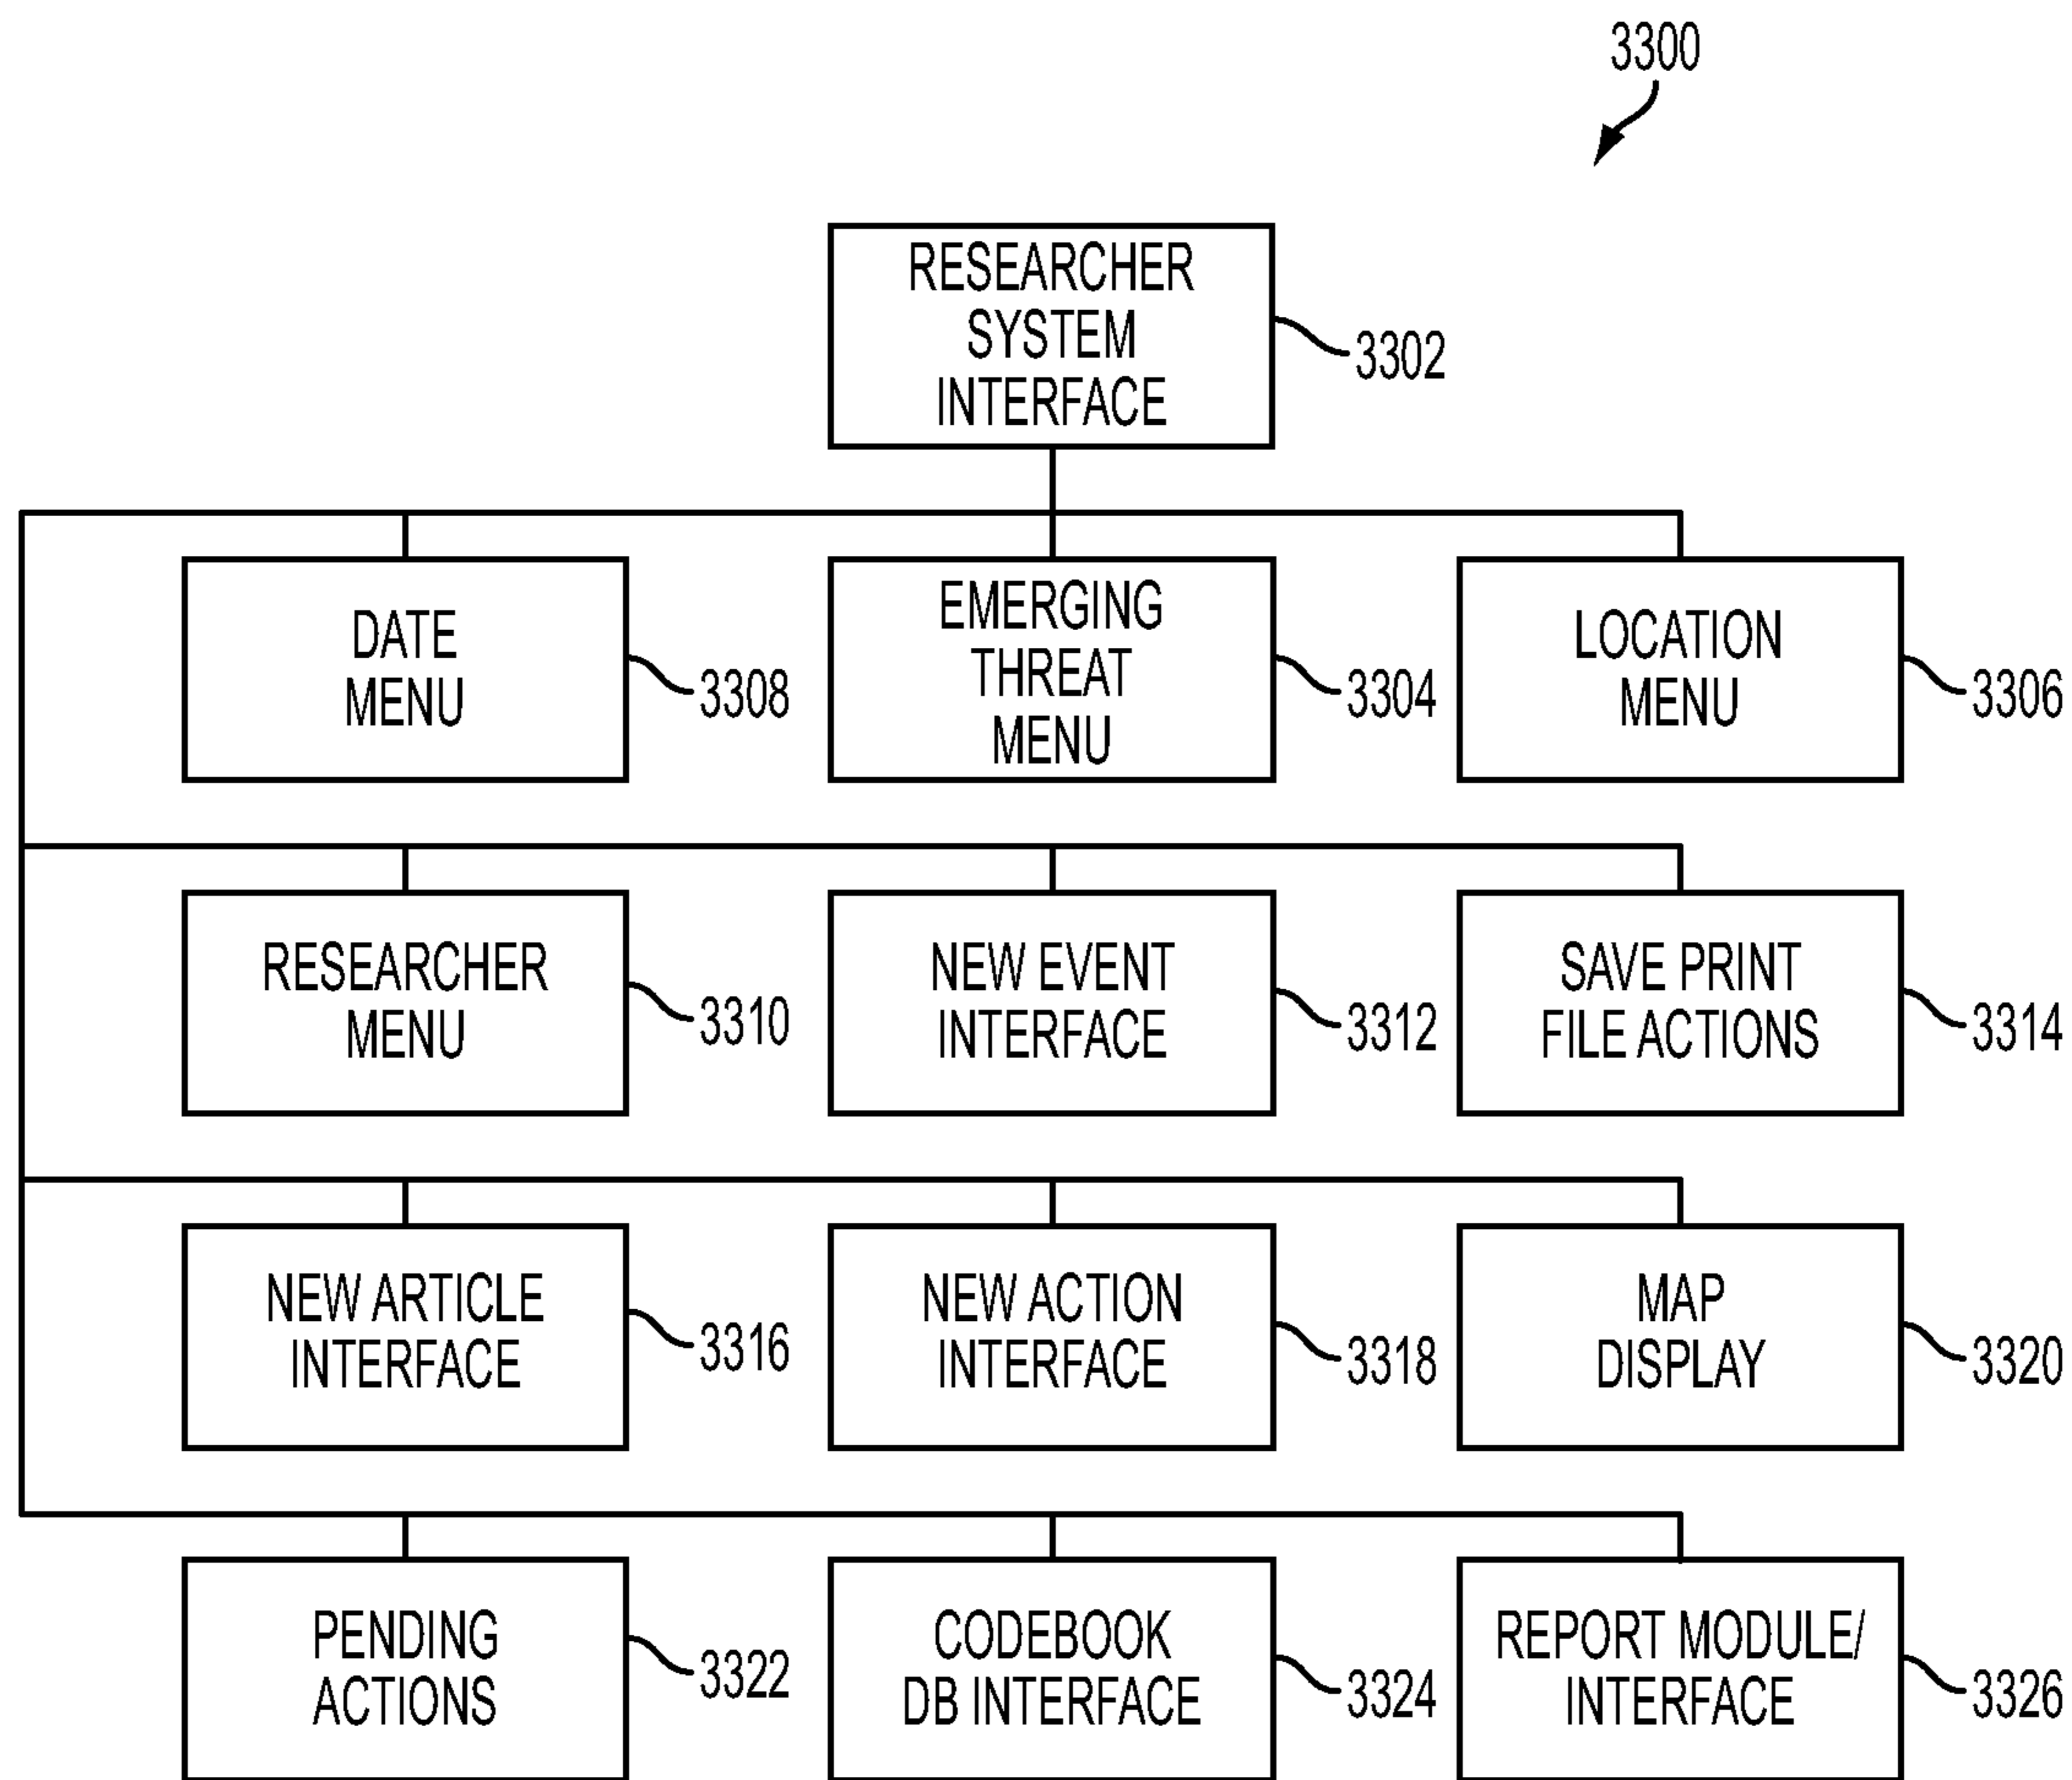 3300
RESEARCHER
SYSTEM
INTERFACE
3302
DATE
MENU
3308
EMERGING
THREAT
MENU
3304
LOCATION
MENU
3306
RESEARCHER
MENU
3310
NEW EVENT
INTERFACE
3312
SAVE PRINT
FILE ACTIONS
3314
NEW ARTICLE
INTERFACE
3316
NEW ACTION
INTERFACE
3318
MAP
DISPLAY
3320
PENDING
ACTIONS
3322
CODEBOOK
DB INTERFACE
3324
REPORT MODULE/
INTERFACE
3326